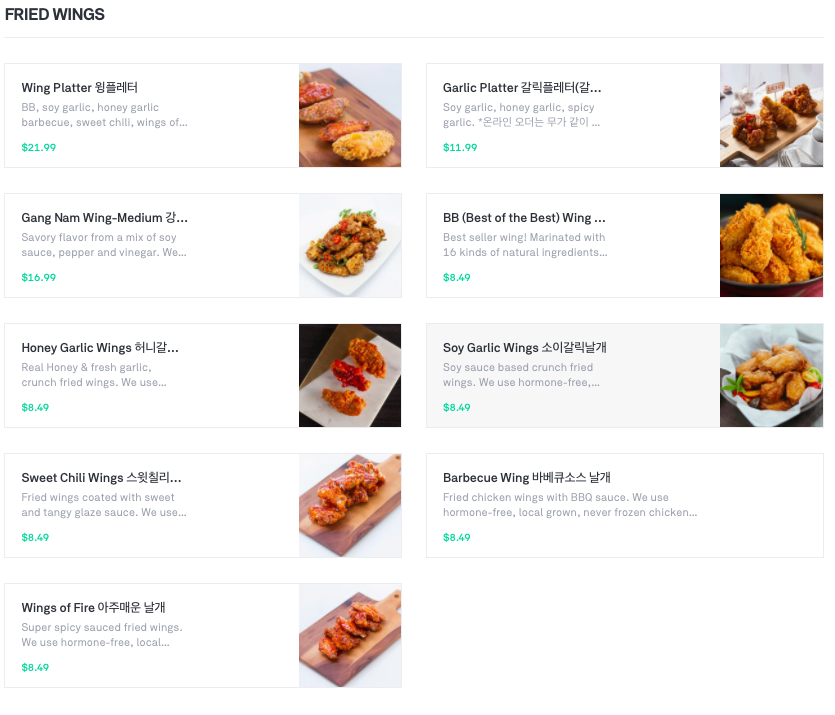 FRIED WINGS
Wing Platter 윙플레터
BB, soy garlic, honey garlic
barbecue, sweet chili, wings of...
$21.99
Garlic Platter 갈릭플레터(갈...
Soy garlic, honey garlic, spicy
garlic. *온라인 오더는 무가 같이 ...
$11.99
Gang Nam Wing-Medium 강...
Savory flavor from a mix of soy
sauce, pepper and vinegar. We...
$16.99
BB (Best of the Best) Wing ...
Best seller wing! Marinated with
16 kinds of natural ingredients...
$8.49
Honey Garlic Wings 허니갈...
Real Honey & fresh garlic,
crunch fried wings. We use...
$8.49
Soy Garlic Wings 소이갈릭날개
Soy sauce based crunch fried
wings. We use hormone-free,...
$8.49
Sweet Chili Wings 스윗칠리...
Fried wings coated with sweet
and tangy glaze sauce. We use...
$8.49
Barbecue Wing 바베큐소스 날개
Fried chicken wings with BBQ sauce. We use
hormone-free, local grown, never frozen chicken...
$8.49
Wings of Fire 아주매운 날개
Super spicy sauced fried wings.
We use hormone-free, local...
$8.49